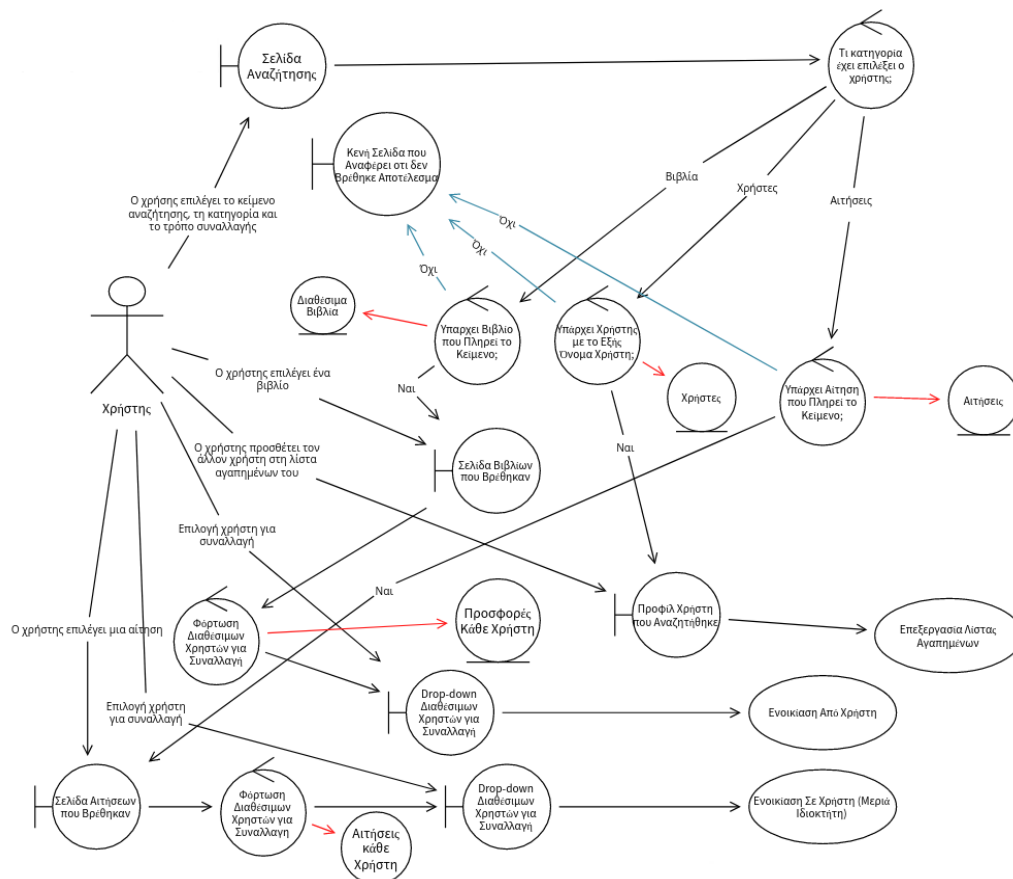 Σελίδα
Αναζήτησης
Τι κατηγορία
έχει επιλέξει ο
χρήστης;
Κενή Σελίδα που
Αναφέρει οτι δεν
Βρέθηκε Αποτέλεσμα
Βιβλία
Χρήστες
Αιτήσεις
Ο χρήσης επιλέγει το κείμενο
αναζήτησης, τη κατηγορία και
το τρόπο συναλλαγής
Όχι
Όχι
Όχι
Διαθέσιμα
Βιβλία
Υπαρχει Βιβλίο
που Πληρεί το
Κείμενο;
Υπάρχει Χρήστης
με το Εξής
Όνομα Χρήστη;
Χρήστες
Υπάρχει Αίτηση
που Πληρεί το
Κείμενο;
Αιτήσεις
Χρήστης
Ο χρήστης επιλέγει ένα
βιβλίο
Ναι
Ναι
Ο χρήστης προσθέτει τον
άλλον χρήστη στη λίστα
αγαπημένων του
Σελίδα Βιβλίων
που Βρέθηκαν
Επιλογή χρήστη για
συναλλαγή
Ναι
Ο χρήστης επιλέγει μια αίτηση
Φόρτωση
Διαθέσιμων
Χρηστών για
Συναλλαγή
Προσφορές
Κάθε Χρήστη
Προφίλ Χρήστη
που Αναζητήθηκε
Επεξεργασία Λίστας
Αγαπημένων
Επιλογή χρήστη
για συναλλαγή
Drop-down
Διαθέσιμων
Χρηστών για
Συναλλαγή
Ενοικίαση Από Χρήστη
Σελίδα Αιτήσεων
που Βρέθηκαν
Φόρτωση
Διαθέσιμων
Χρηστών για
Συναλλαγη
Αιτήσεις
κάθε
Χρήστη
Drop-down
Διαθέσιμων
Χρηστών για
Συναλλαγή
Ενοικίαση Σε Χρήστη (Μεριά
Ιδιοκτήτη)